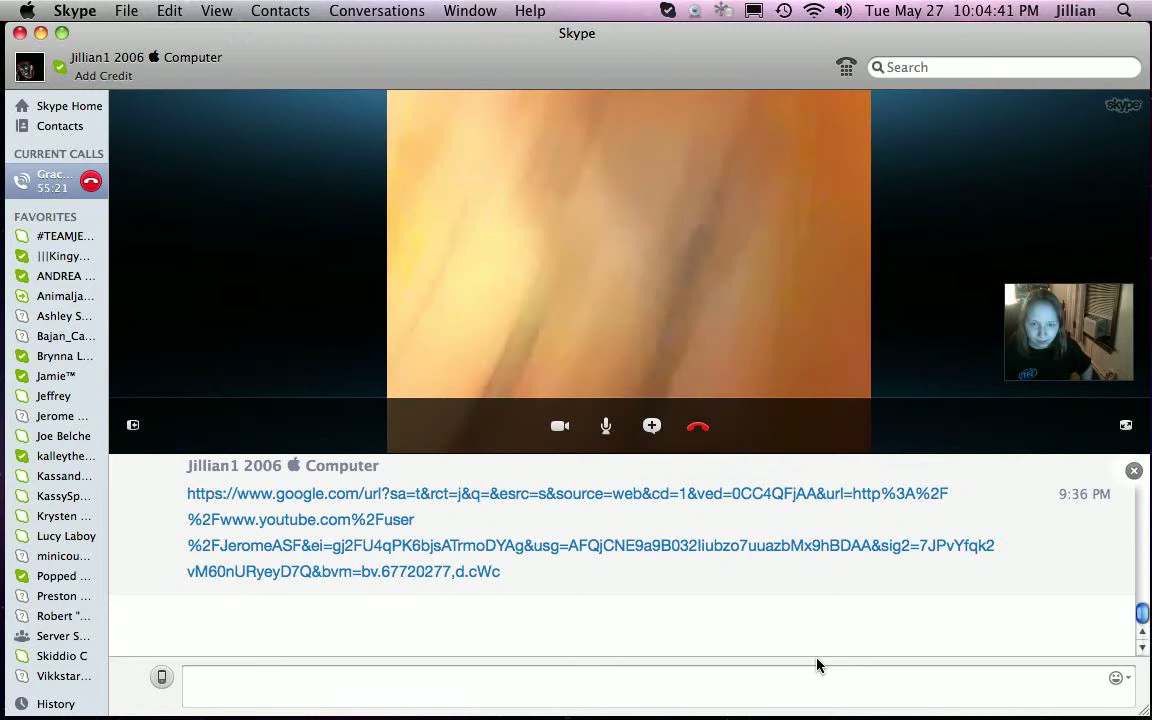 Skype File Edit View Contacts Conversations Window Help Tue May 27 10:04:41 PM Jillian
Skype
Jillian1 2006  Computer
Add Credit
Search
Skype Home
Contacts
CURRENT CALLS
Grac...
55:21
FAVORITES
#TEAMJE...
|||Kingy...
ANDREA ...
Animalja...
Ashley S...
Bajan_Ca...
Brynna L...
Jamie™
Jeffrey
Jerome ...
Joe Belche
kalleythe...
Kassand...
KassySp...
Krysten ...
Lucy Laboy
minicou...
Popped ...
Preston ...
Robert "...
Server S...
Skiddio C
Vikkstar...
History
skype
Jillian1 2006  Computer
https://www.google.com/url?sa=t&rct=j&q=&esrc=s&source=web&cd=1&ved=0CC4QFjAA&url=http%3A%2F
%2Fwww.youtube.com%2Fuser
%2FJeromeASF&ei=gj2FU4qPK6bjsATrmoDYAg&usg=AFQjCNE9a9B032Iiubzo7uuazbMx9hBDAA&sig2=7JPvYfqk2
vM60nURyeyD7Q&bvm=bv.67720277,d.cWc
9:36 PM